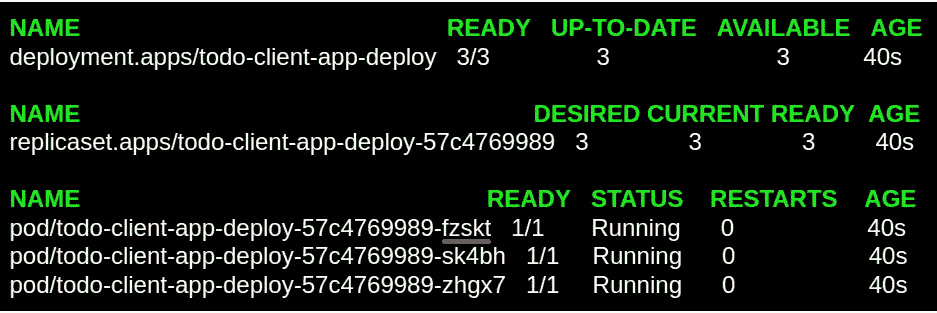 NAME READY UP-TO-DATE AVAILABLE AGE
deployment.apps/todo-client-app-deploy 3/3 3 3 40s
NAME DESIRED CURRENT READY AGE
replicaset.apps/todo-client-app-deploy-57c4769989 3 3 3 40s
NAME READY STATUS RESTARTS AGE
pod/todo-client-app-deploy-57c4769989-fzskt 1/1 Running 0 40s
pod/todo-client-app-deploy-57c4769989-sk4bh 1/1 Running 0 40s
pod/todo-client-app-deploy-57c4769989-zhgx7 1/1 Running 0 40s